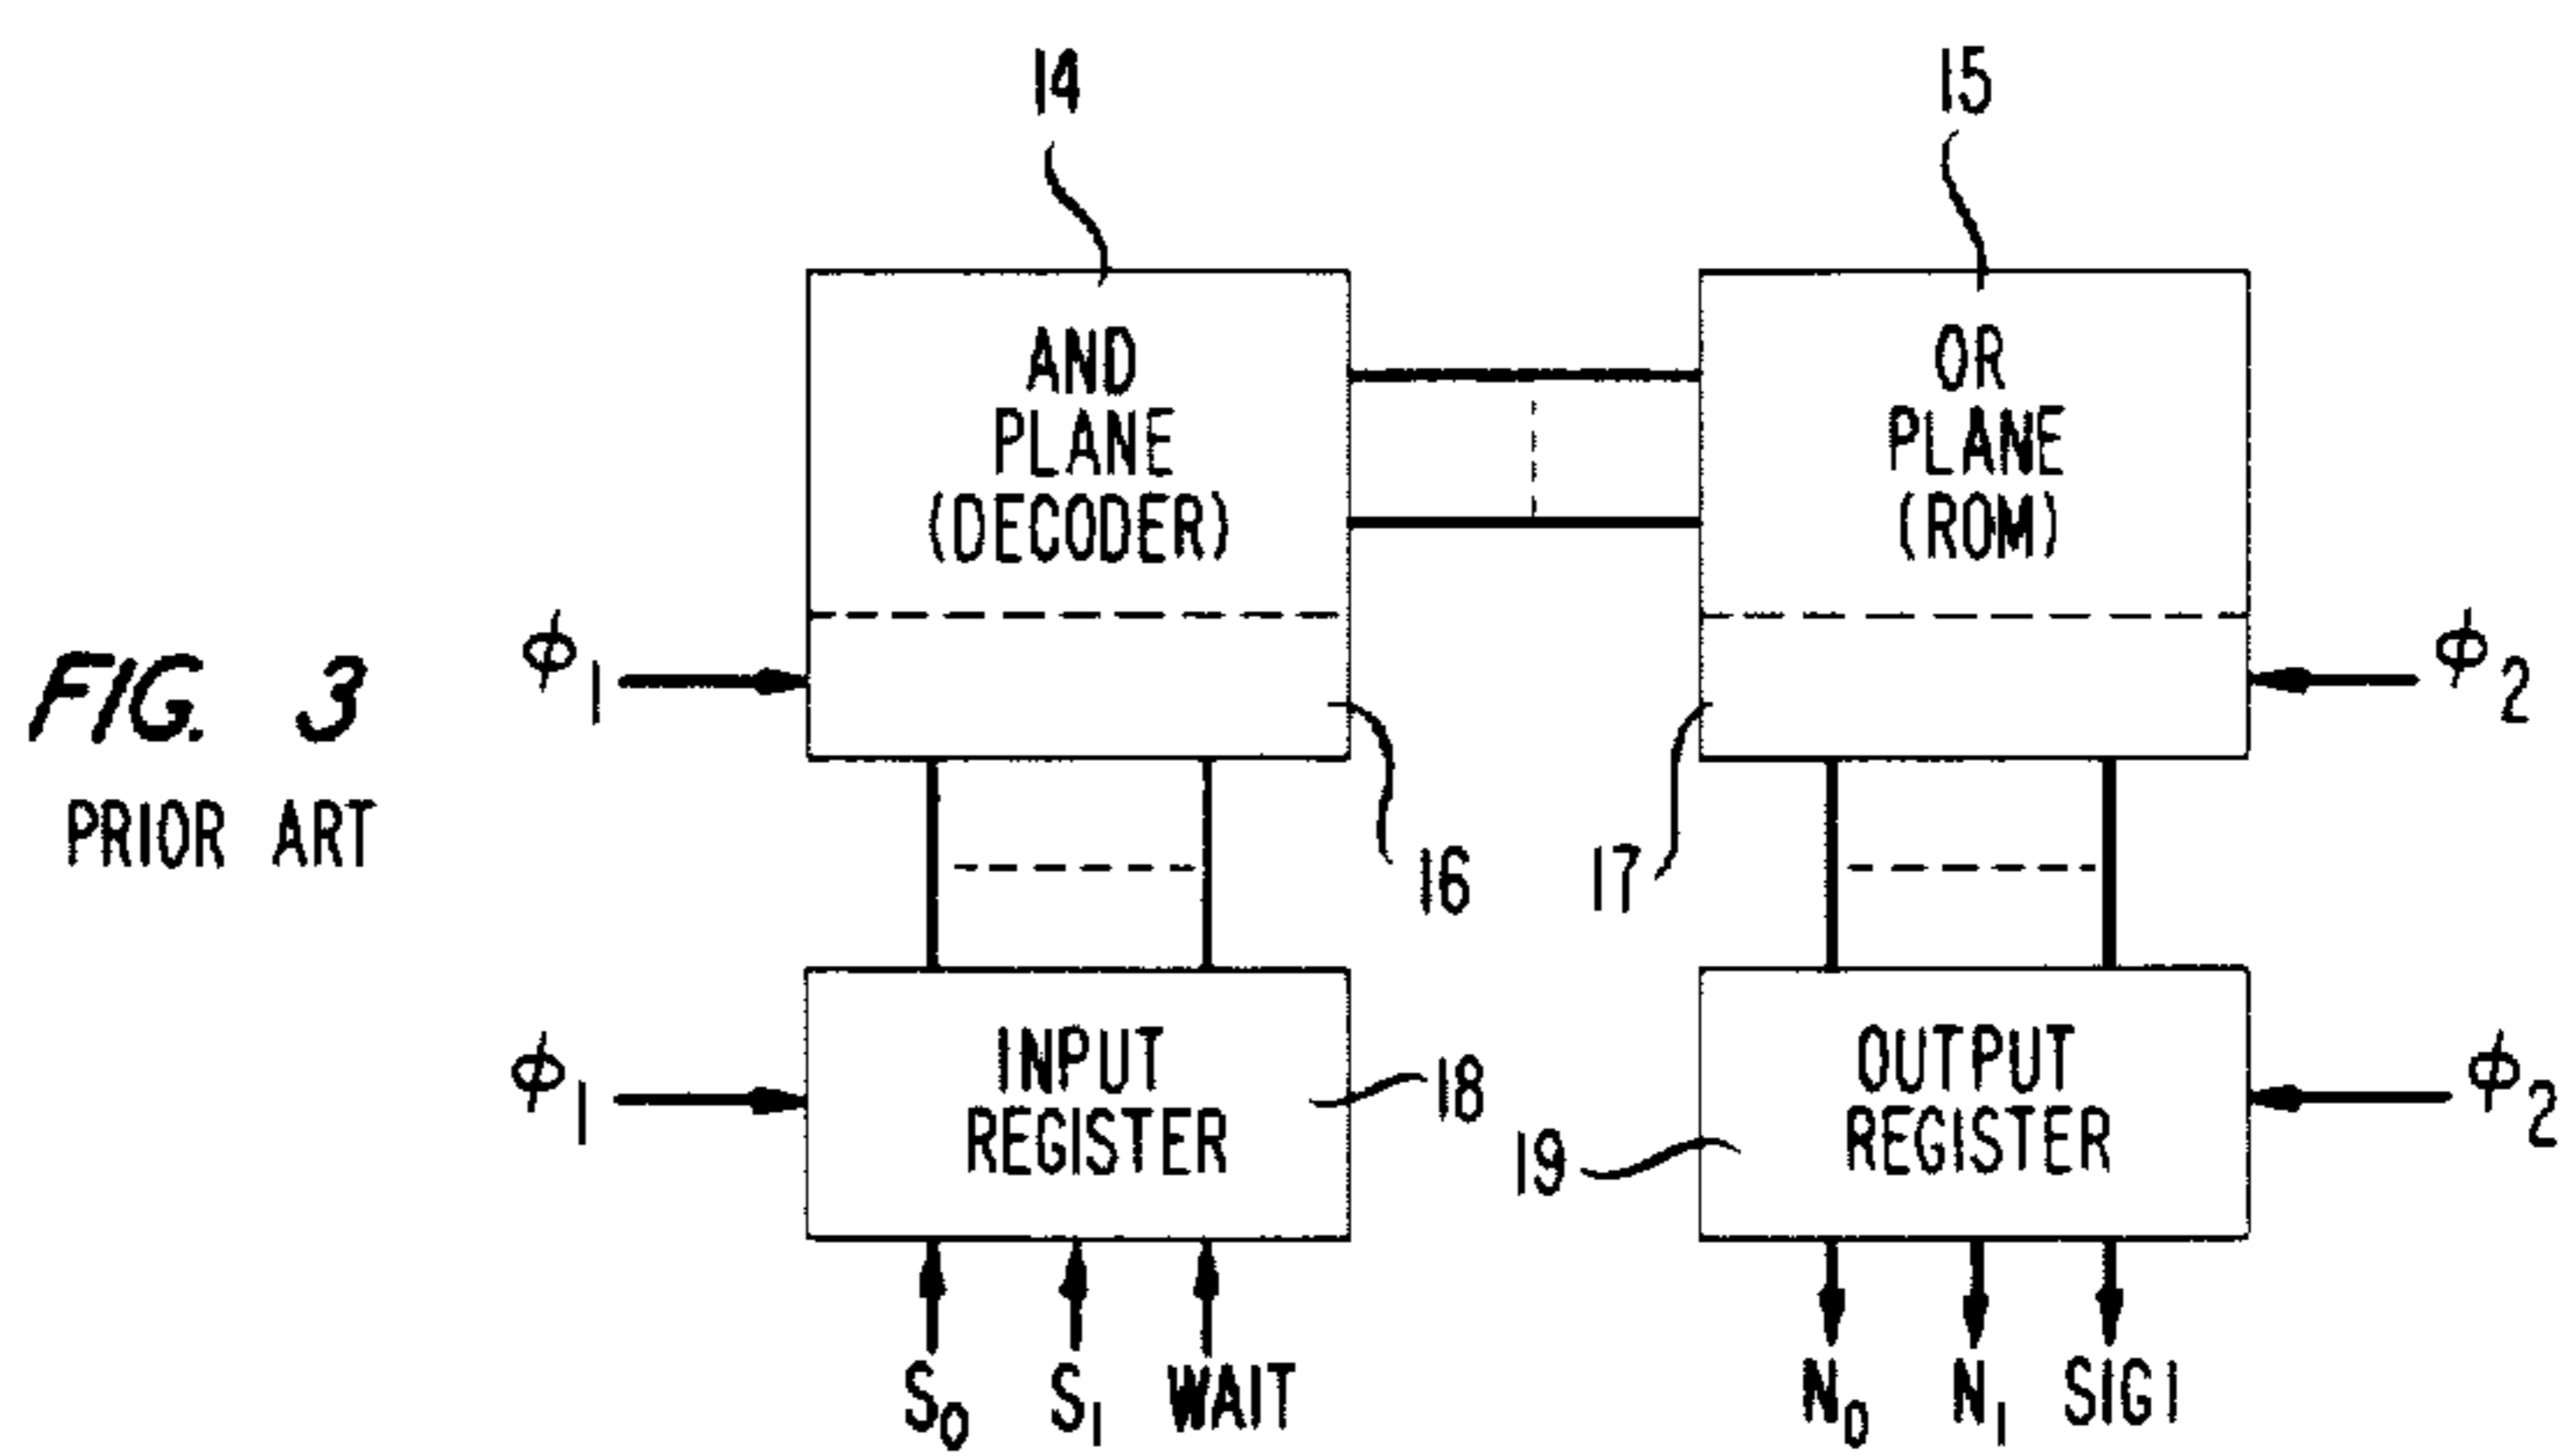 14
15
AND
PLANE
(DECODER)
OR
PLANE
(ROM)
ϕ1
ϕ2
FIG. 3
PRIOR ART
16
17
ϕ1
INPUT
REGISTER
18
19
OUTPUT
REGISTER
ϕ2
S0 S1 WAIT
N0 N1 SIG1